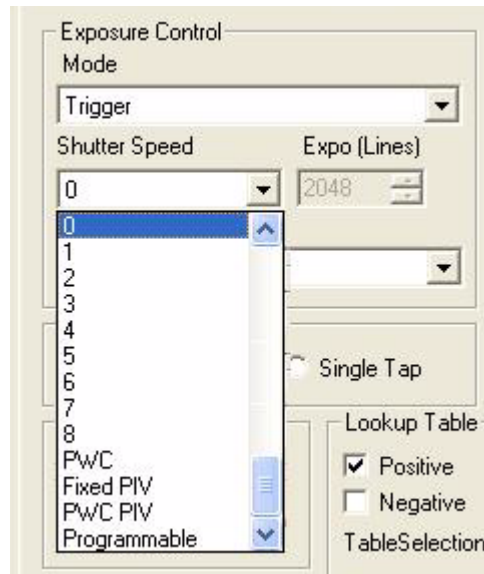 Exposure Control
Mode
Trigger
Shutter Speed Expo (Lines)
0 2048
0
1
2
3
4
5
6
7
8
PWC
Fixed PIV
PWC PIV
Programmable
Single Tap
Lookup Table
Positive
Negative
TableSelection